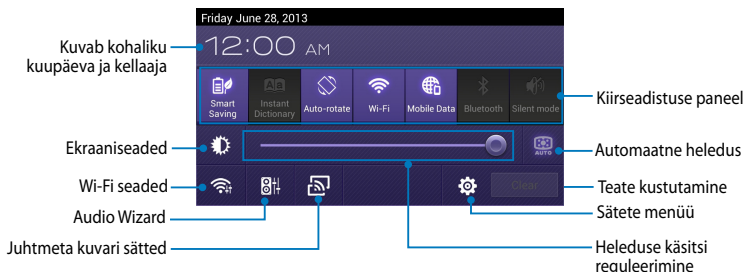 Friday June 28, 2013
12:00 AM
Kuvab kohaliku
kuupäeva ja kellaaja
Smart
Saving
Instant
Dictionary
Auto-rotate
Wi-Fi
Mobile Data
Bluetooth
Silent mode
Kiirseadistuse paneel
Ekraaniseaded
AUTO
Automaatne heledus
Wi-Fi seaded
Clear
Teate kustutamine
Audio Wizard
Sätete menüü
Juhtmeta kuvari sätted
Heleduse käsitsi
reguleerimine